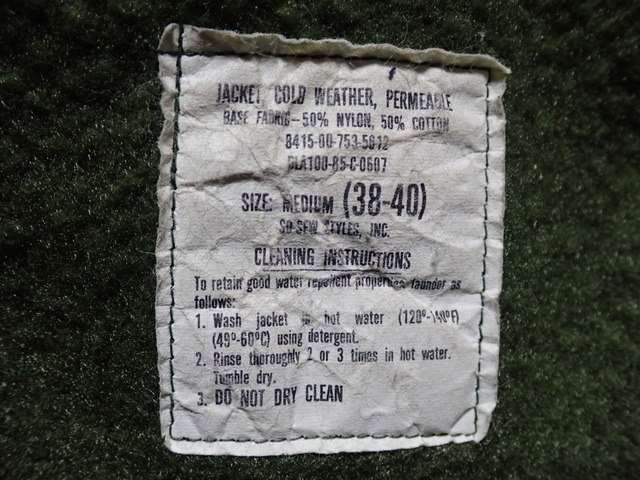 JACKET, COLD WEATHER, PERMEABLE
BASE FABRIC–50% NYLON, 50% COTTON
8415-00-753-5612
DLA100-85-C-0607
SIZE: MEDIUM (38-40)
SO-SEW STYLES, INC.
CLEANING INSTRUCTIONS
To retain good water repellent properties, launder as
follows:
1. Wash jacket in hot water (120°-140°F)
(49°-60°C) using detergent.
2. Rinse thoroughly 2 or 3 times in hot water.
Tumble dry.
3. DO NOT DRY CLEAN